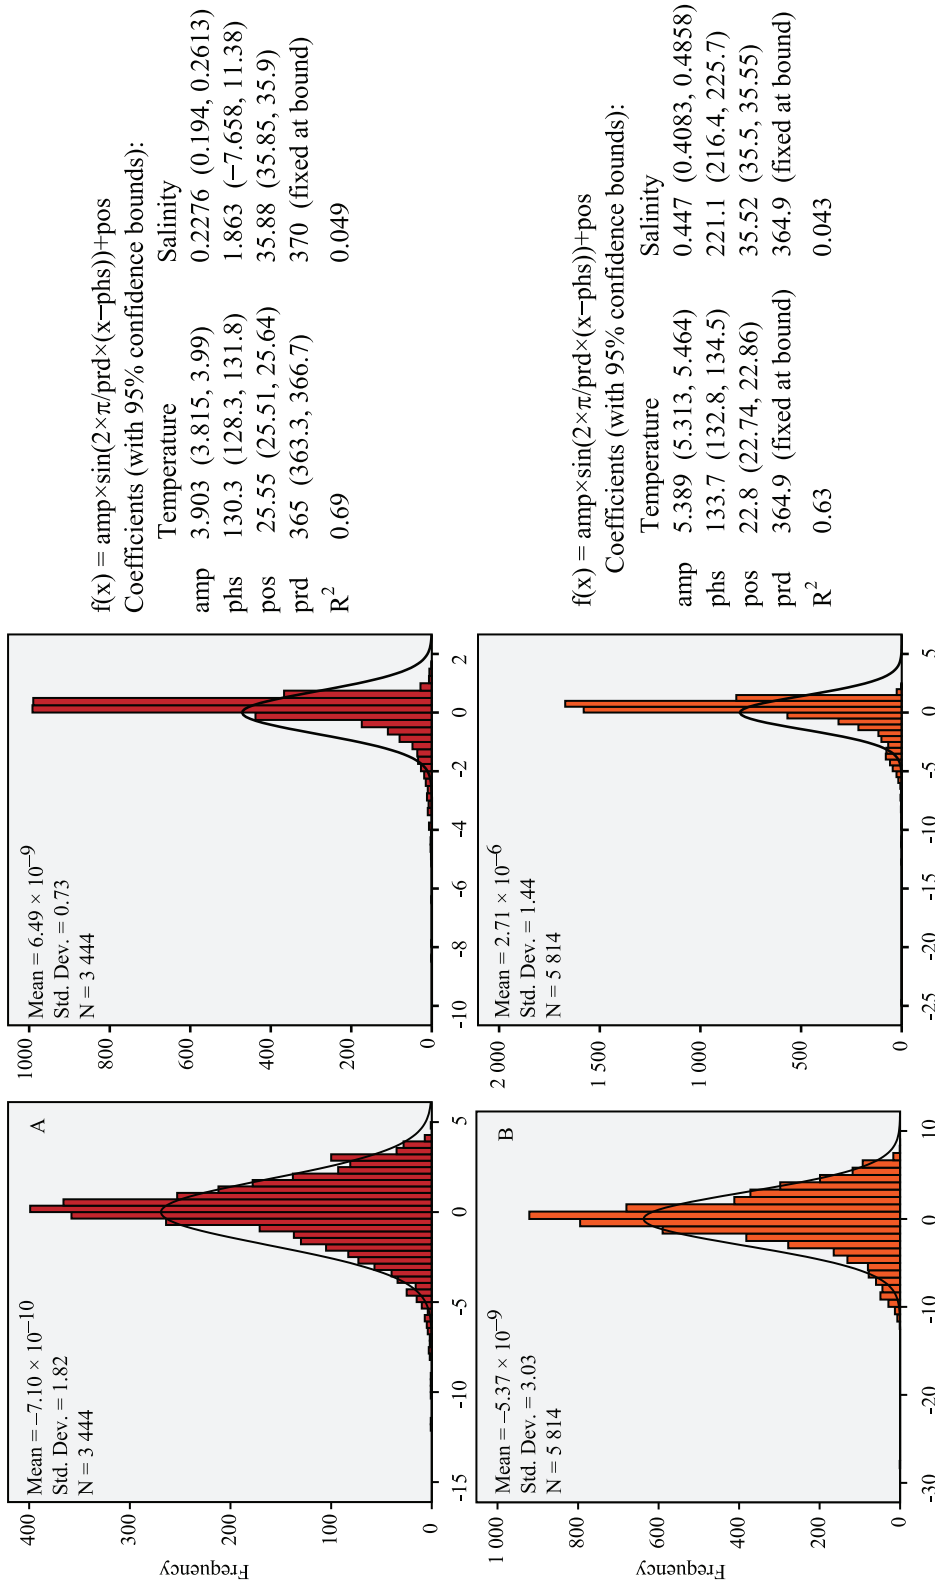 Mean = −7.10 × 10−10
Std. Dev. = 1.82
N = 3 444
A
Frequency
400
300
200
100
0
-15
-10
-5
0
5
Mean = 6.49 × 10−9
Std. Dev. = 0.73
N = 3 444
1000
800
600
400
200
0
-10
-8
-6
-4
-2
0
2
f(x) = amp×sin(2×π/prd×(x−phs))+pos
Coefficients (with 95% confidence bounds):
Temperature Salinity
amp 3.903 (3.815, 3.99) 0.2276 (0.194, 0.2613)
phs 130.3 (128.3, 131.8) 1.863 (−7.658, 11.38)
pos 25.55 (25.51, 25.64) 35.88 (35.85, 35.9)
prd 365 (363.3, 366.7) 370 (fixed at bound)
R2 0.69 0.049
Mean = −5.37 × 10−9
Std. Dev. = 3.03
N = 5 814
B
Frequency
1 000
800
600
400
200
0
-30
-20
-10
0
10
Mean = 2.71 × 10−6
Std. Dev. = 1.44
N = 5 814
2 000
1 500
1 000
500
0
-25
-20
-15
-10
-5
0
5
f(x) = amp×sin(2×π/prd×(x−phs))+pos
Coefficients (with 95% confidence bounds):
Temperature Salinity
amp 5.389 (5.313, 5.464) 0.447 (0.4083, 0.4858)
phs 133.7 (132.8, 134.5) 221.1 (216.4, 225.7)
pos 22.8 (22.74, 22.86) 35.52 (35.5, 35.55)
prd 364.9 (fixed at bound) 364.9 (fixed at bound)
R2 0.63 0.043